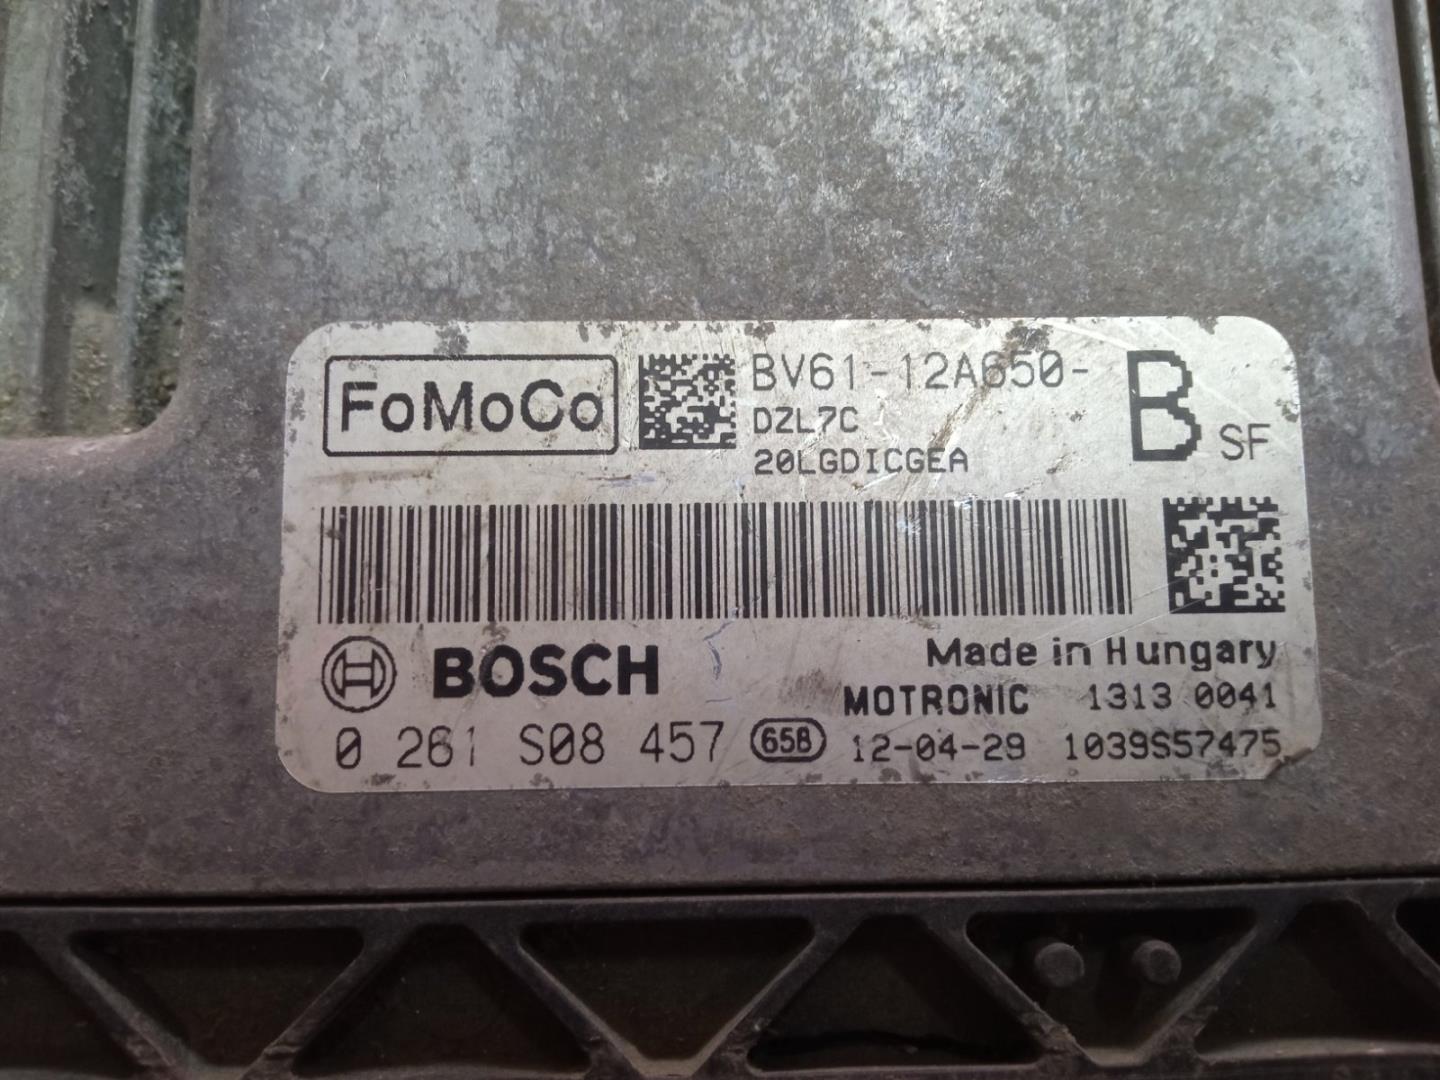 FoMoCo BV61-12A650- B SF
DZL7C
20LGDICGEA
BOSCH Made in Hungary
MOTRONIC 1313 0041
0 261 S08 457 658 12-04-29 1039S57475